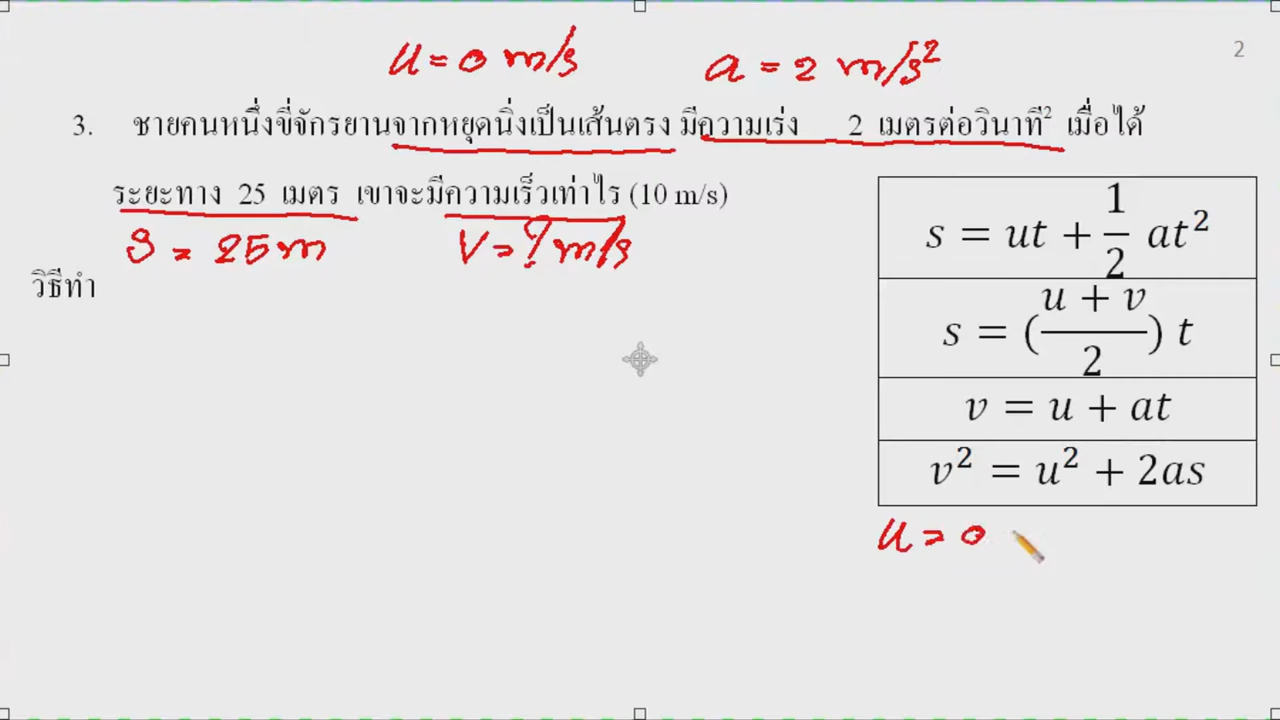 2
u = 0 m/s a = 2 m/s²
3. ชายคนหนึ่งขี่จักรยานจากหยุดนิ่งเป็นเส้นตรง มีความเร่ง 2 เมตรต่อวินาที² เมื่อได้
ระยะทาง 25 เมตร เขาจะมีความเร็วเท่าไร (10 m/s)
S = 25 m V = ? m/s
วิธีทำ
s = ut + 1/2 at²
s = (u + v / 2) t
v = u + at
v² = u² + 2as
u = 0